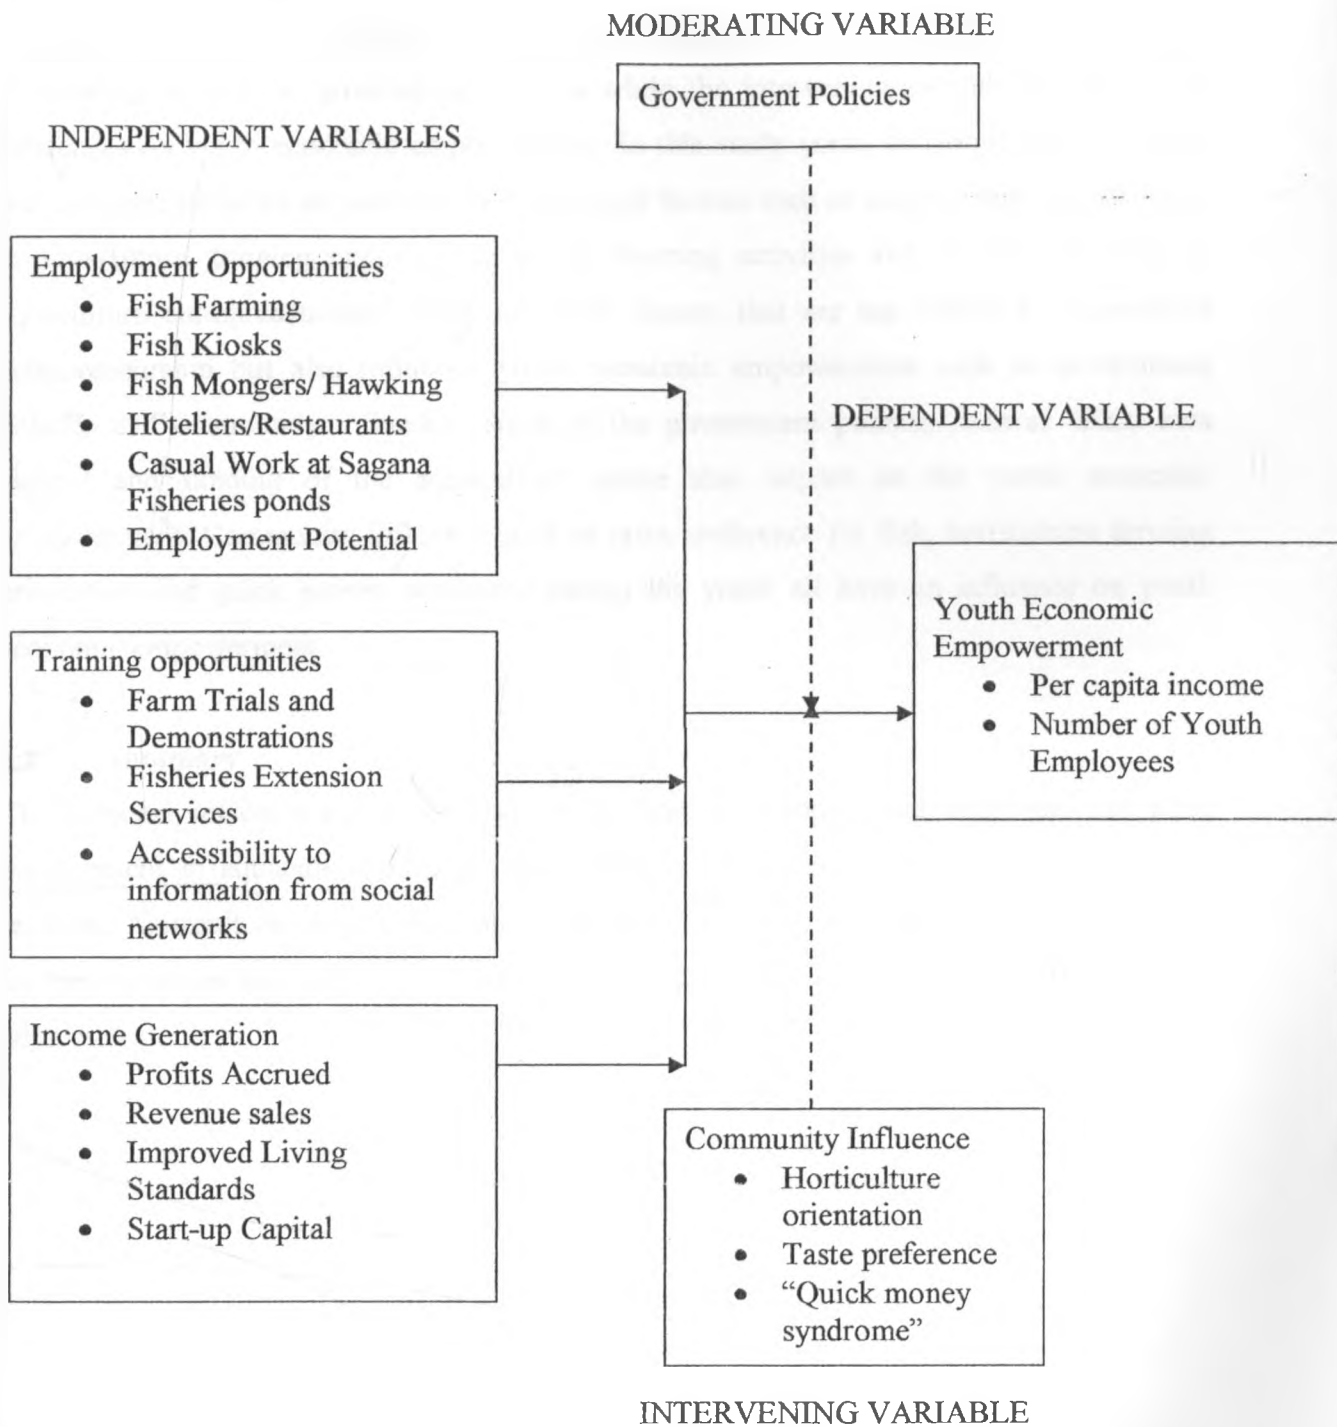 MODERATING VARIABLE
Government Policies
INDEPENDENT VARIABLES
Employment Opportunities
• Fish Farming
• Fish Kiosks
• Fish Mongers/ Hawking
• Hoteliers/Restaurants
• Casual Work at Sagana
Fisheries ponds
• Employment Potential
Training opportunities
• Farm Trials and
Demonstrations
• Fisheries Extension
Services
• Accessibility to
information from social
networks
Income Generation
• Profits Accrued
• Revenue sales
• Improved Living
Standards
• Start-up Capital
DEPENDENT VARIABLE
Youth Economic
Empowerment
• Per capita income
• Number of Youth
Employees
Community Influence
• Horticulture
orientation
• Taste preference
• “Quick money
syndrome”
INTERVENING VARIABLE